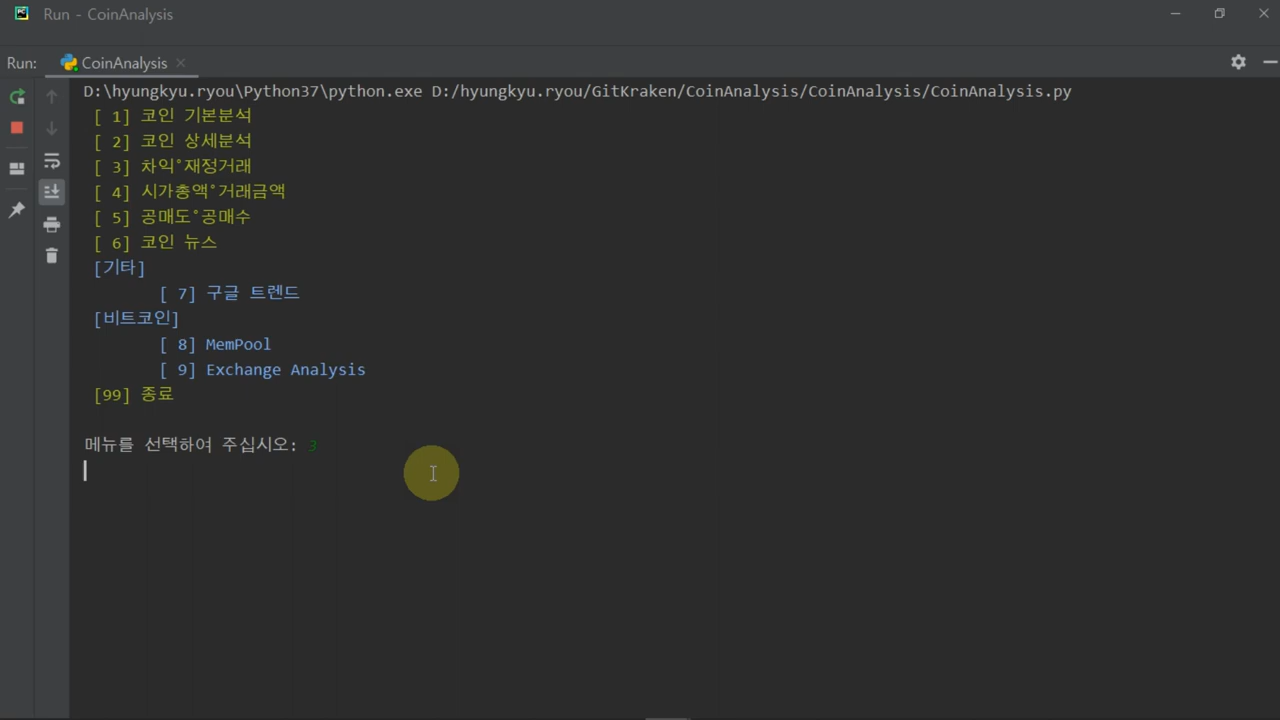 Run - CoinAnalysis
Run: CoinAnalysis
D:\hyungkyu.ryou\Python37\python.exe D:/hyungkyu.ryou/GitKraken/CoinAnalysis/CoinAnalysis/CoinAnalysis.py
[ 1] 코인 기본분석
[ 2] 코인 상세분석
[ 3] 차익°재정거래
[ 4] 시가총액°거래금액
[ 5] 공매도°공매수
[ 6] 코인 뉴스
[기타]
[ 7] 구글 트렌드
[비트코인]
[ 8] MemPool
[ 9] Exchange Analysis
[99] 종료
메뉴를 선택하여 주십시오: 3